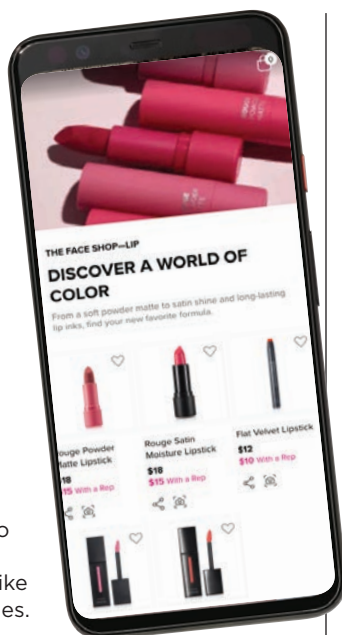 0
THE FACE SHOP—LIP
DISCOVER A WORLD OF
COLOR
From a soft powder matte to satin shine and long-lasting
lip inks, find your new favorite formula.
Rouge Satin
Moisture Lipstick
$18
$15 With a Rep
Flat Velvet Lipstick
$12
$10 With a Rep
ouge Powder
Matte Lipstick
18
15 With a Rep
o
ike
es.